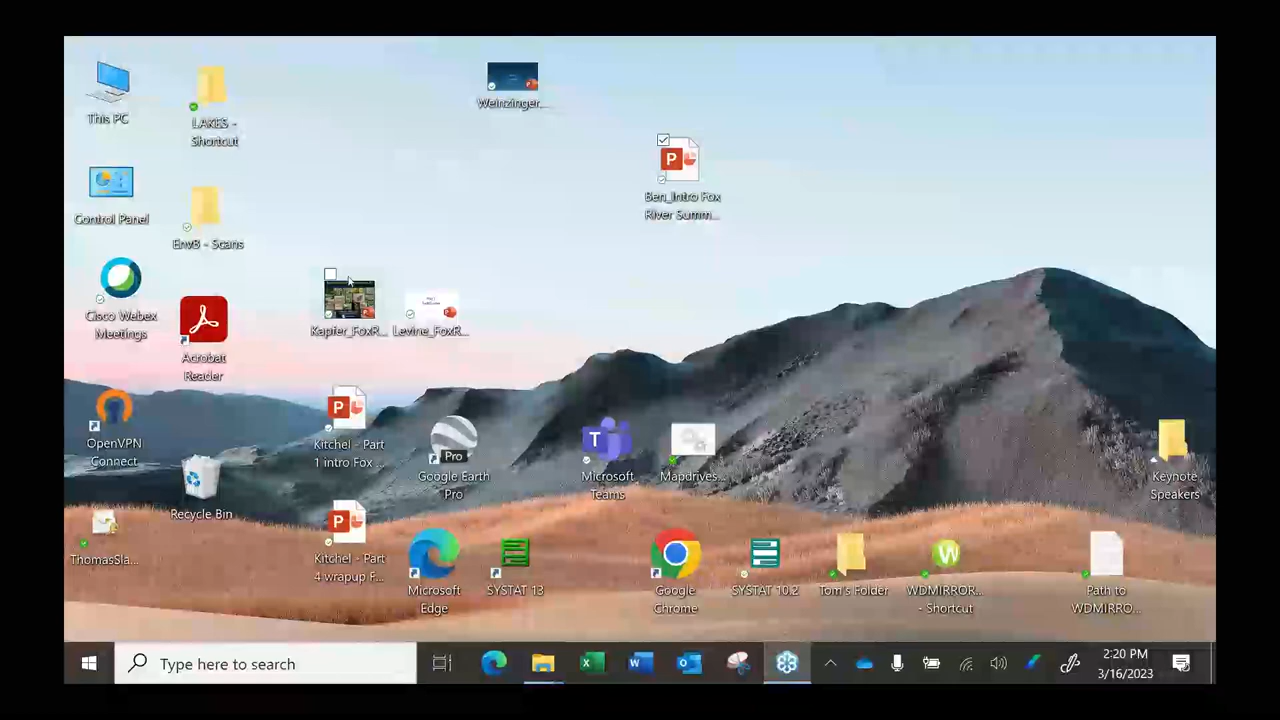 This PC
LAKES -
Shortcut
Weinzinger...
P
Ben_Intro Fox
River Summ...
Control Panel
EnvB - Scans
Cisco Webex
Meetings
Acrobat
Reader
Kapfer_FoxR...
Levine_FoxR...
OpenVPN
Connect
Recycle Bin
P
Kitchel - Part
1 intro Fox ...
Pro
Google Earth
Pro
T
Microsoft
Teams
Mapdrives...
Keynote
Speakers
ThomasSla...
P
Kitchel - Part
4 wrapup F...
Microsoft
Edge
SYSTAT 13
Google
Chrome
SYSTAT 10.2
Tom's Folder
W
WDMIRROR...
- Shortcut
Path to
WDMIRRO...
Type here to search
2:20 PM
3/16/2023